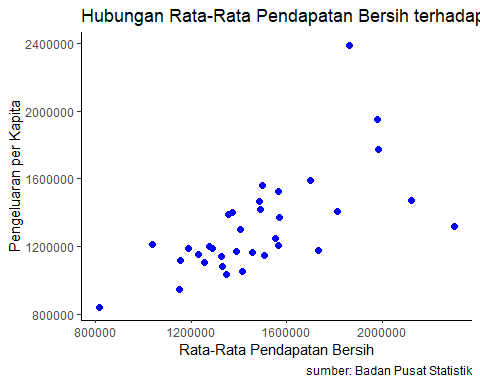 Hubungan Rata-Rata Pendapatan Bersih terhadap
2400000
2000000
1600000
1200000
800000
Pengeluaran per Kapita
800000 1200000 1600000 2000000
Rata-Rata Pendapatan Bersih
sumber: Badan Pusat Statistik